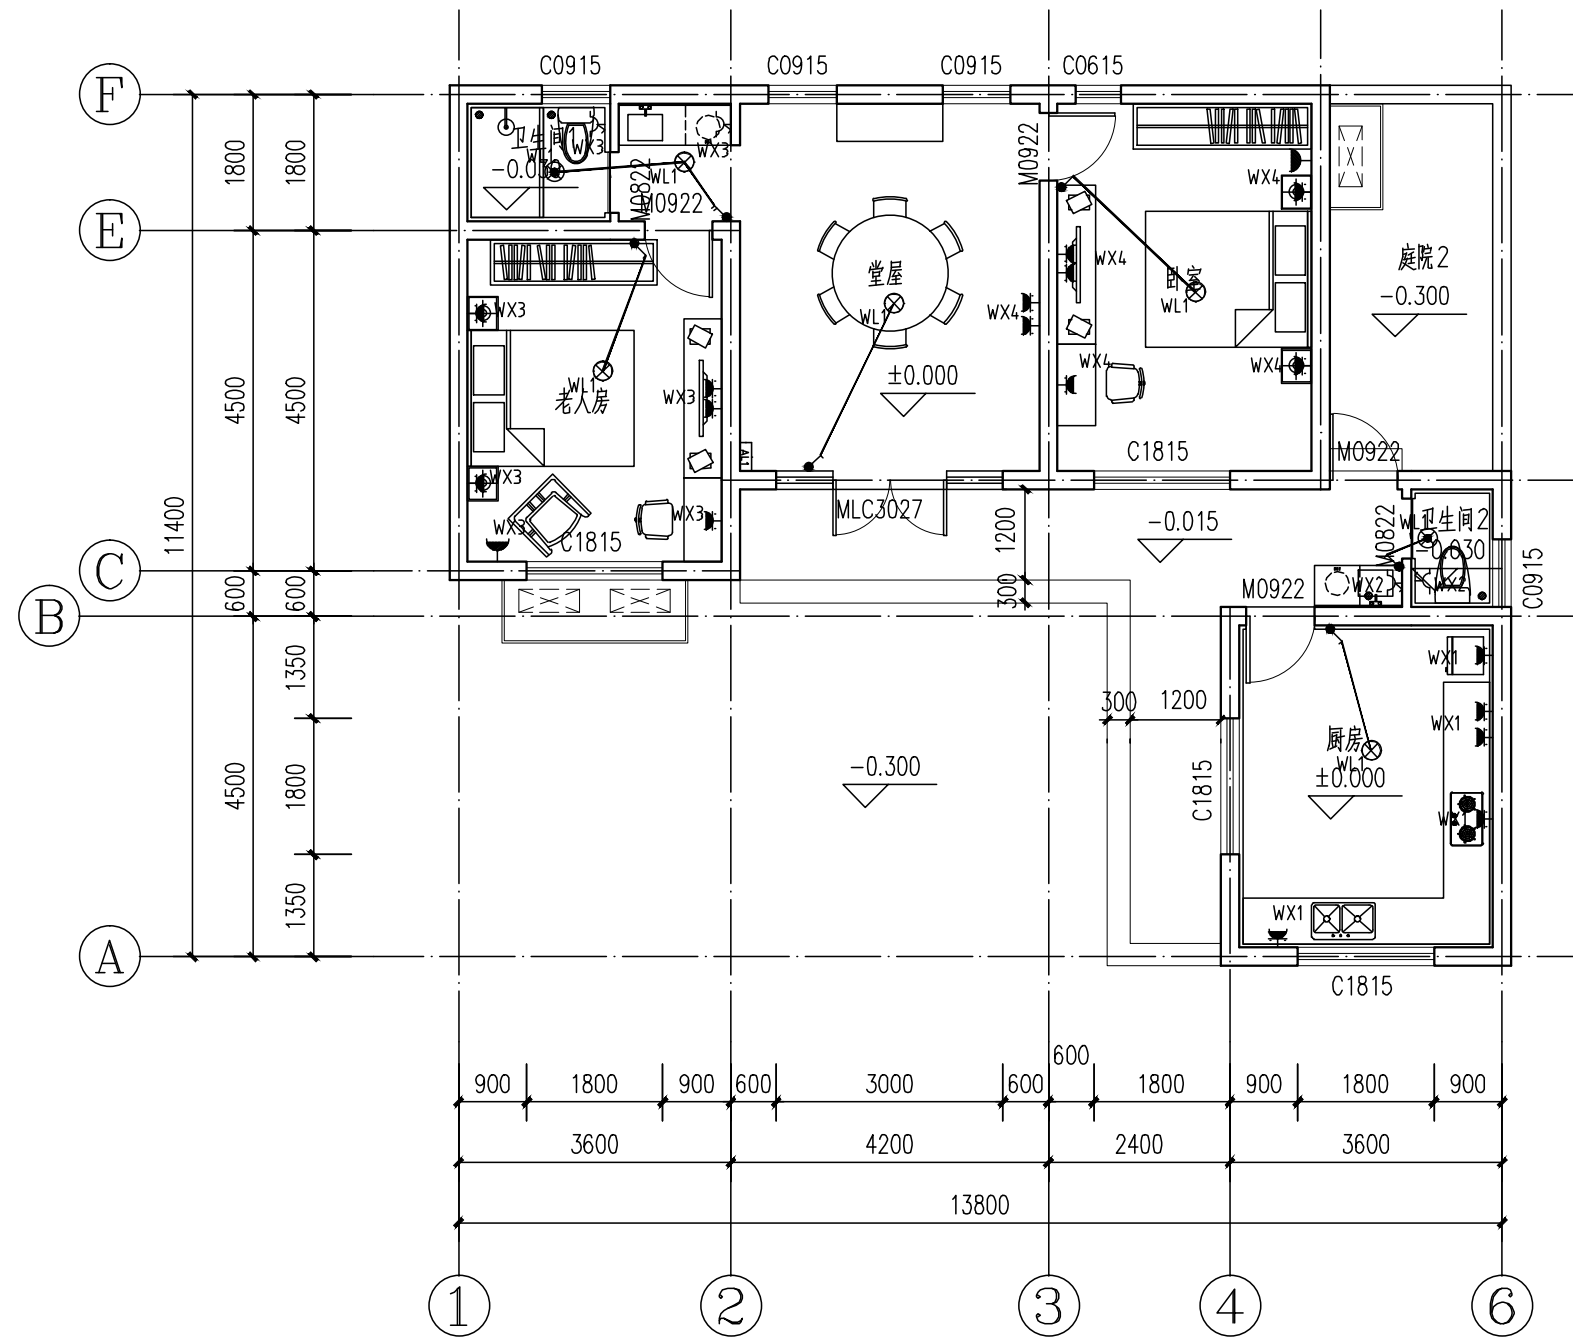 C0915
C0915
C0915
C0615
F
卫生间1
WX3
WX3
-0.030
WL1
M0822
M0922
M0922
WX4
1800
1800
E
堂屋
WL1
WX4
卧室
WL1
庭院2
-0.300
WX3
WX4
±0.000
WX4
WX4
WL1
老人房
WX3
4500
4500
C1815
M0922
WX3
AL1
MLC3027
WX3
WX3
C1815
-0.015
1200
M0822
WL1
卫生间2
-0.030
11400
C
600
600
300
M0922
WX2
WX2
C0915
B
1350
WX1
300
1200
WX1
厨房
WL1
±0.000
-0.300
4500
1800
C1815
WX1
1350
WX1
A
C1815
600
900
1800
900
600
3000
600
1800
900
1800
900
3600
4200
2400
3600
13800
1
2
3
4
6